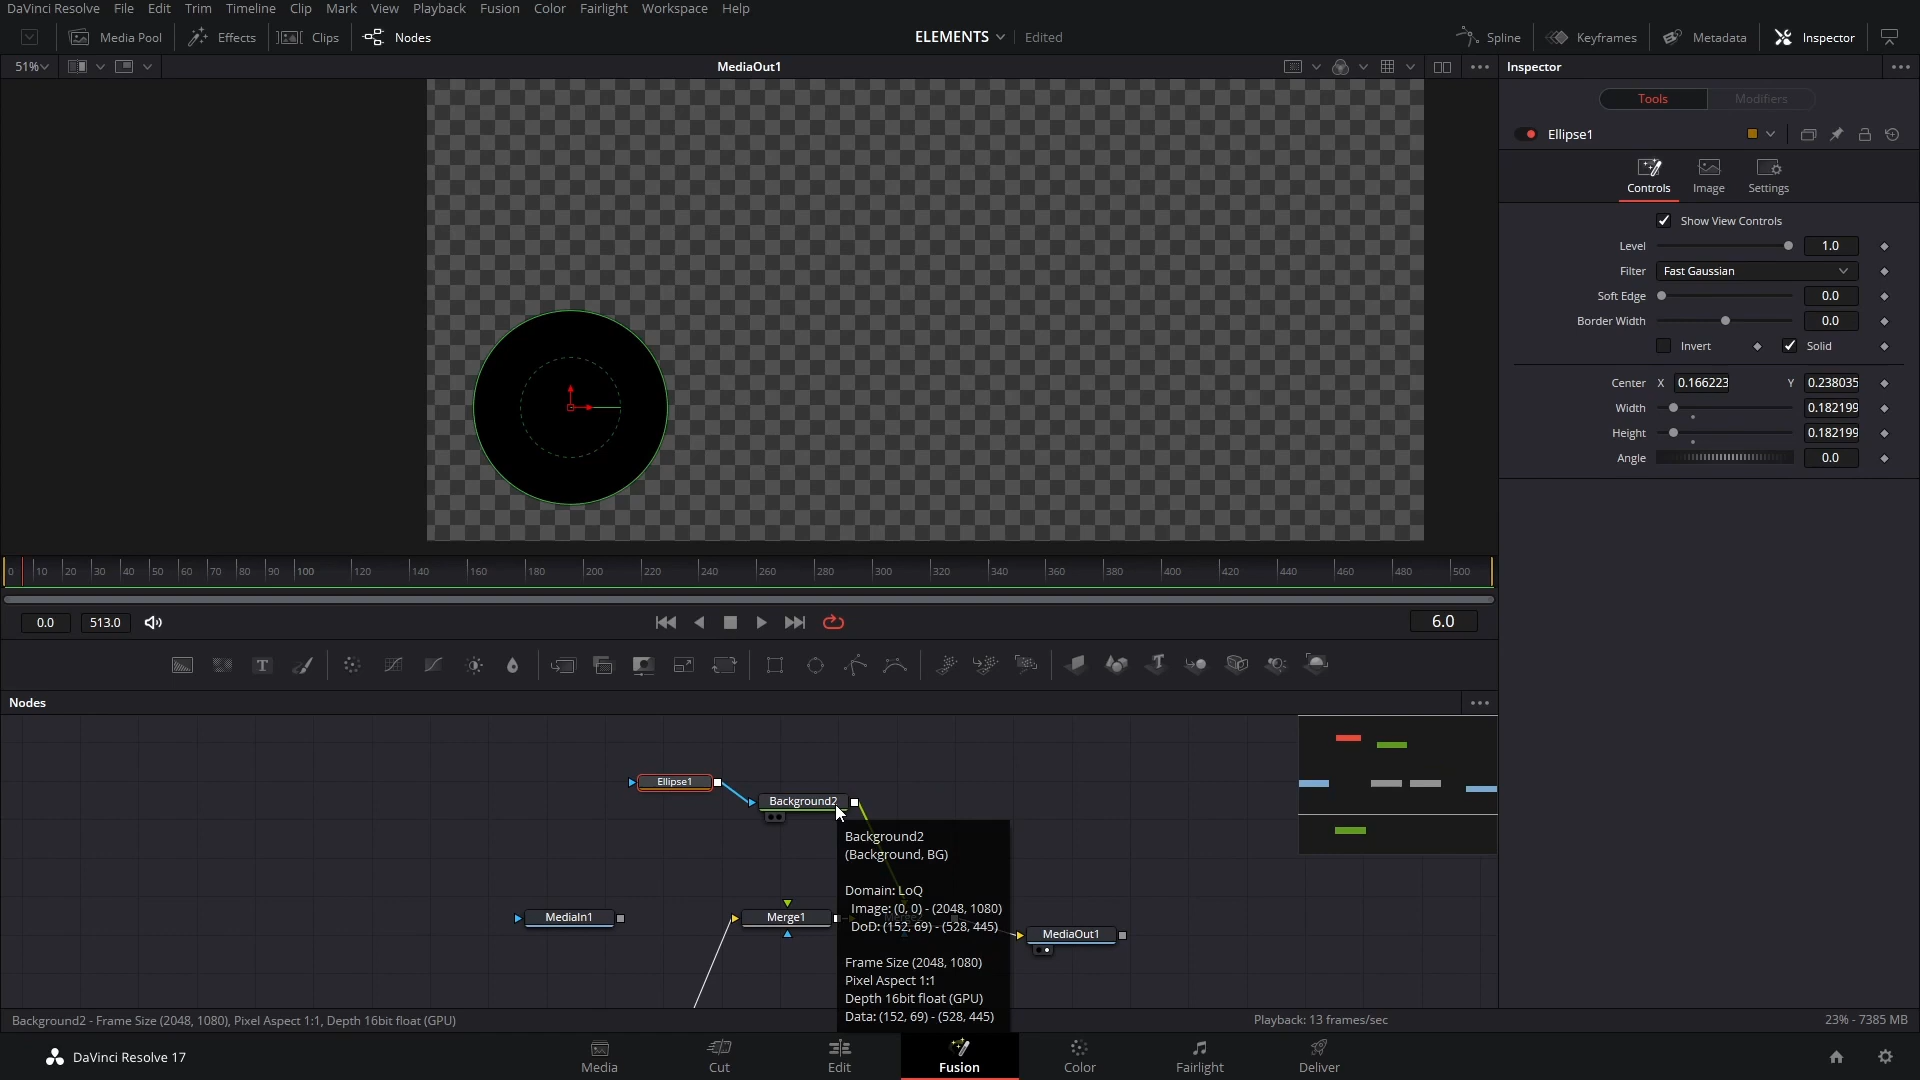 DaVinci Resolve File Edit Trim Timeline Clip Mark View Playback Fusion Color Fairlight Workspace Help
Media Pool Effects Clips Nodes ELEMENTS Edited Spline Keyframes Metadata Inspector
51% MediaOut1 Inspector
Tools Modifiers
Ellipse1
Controls Image Settings
Show View Controls
Level 1.0
Filter Fast Gaussian
Soft Edge 0.0
Border Width 0.0
Invert Solid
Center X 0.166223 Y 0.238035
Width 0.182199
Height 0.182199
Angle 0.0
0 10 20 30 40 50 60 70 80 90 100 120 140 160 180 200 220 240 260 280 300 320 340 360 380 400 420 440 460 480 500
0.0 513.0 6.0
T
Nodes
Ellipse1
Background2
Background2
(Background, BG)
Domain: LoQ
Image: (0, 0) - (2048, 1080)
DoD: (152, 69) - (528, 445)
Frame Size (2048, 1080)
Pixel Aspect 1:1
Depth 16bit float (GPU)
Data: (152, 69) - (528, 445)
MediaIn1 Merge1
MediaOut1
Background2 - Frame Size (2048, 1080), Pixel Aspect 1:1, Depth 16bit float (GPU) Playback: 13 frames/sec 23% - 7385 MB
DaVinci Resolve 17 Media Cut Edit Fusion Color Fairlight Deliver